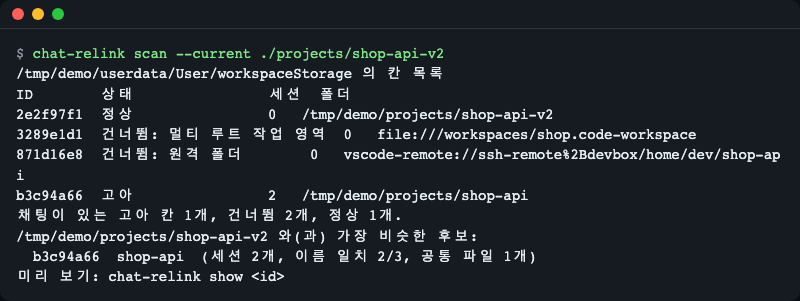 $ chat-relink scan --current ./projects/shop-api-v2
/tmp/demo/userdata/User/workspaceStorage 의 칸 목록
ID 상태 세션 폴더
2e2f97f1 정상 0 /tmp/demo/projects/shop-api-v2
3289e1d1 건너뜀: 멀티 루트 작업 영역 0 file:///workspaces/shop.code-workspace
871d16e8 건너뜀: 원격 폴더 0 vscode-remote://ssh-remote%2Bdevbox/home/dev/shop-ap
i
b3c94a66 고아 2 /tmp/demo/projects/shop-api
채팅이 있는 고아 칸 1개, 건너뜀 2개, 정상 1개.
/tmp/demo/projects/shop-api-v2 와(과) 가장 비슷한 후보:
b3c94a66 shop-api (세션 2개, 이름 일치 2/3, 공통 파일 1개)
미리 보기: chat-relink show <id>